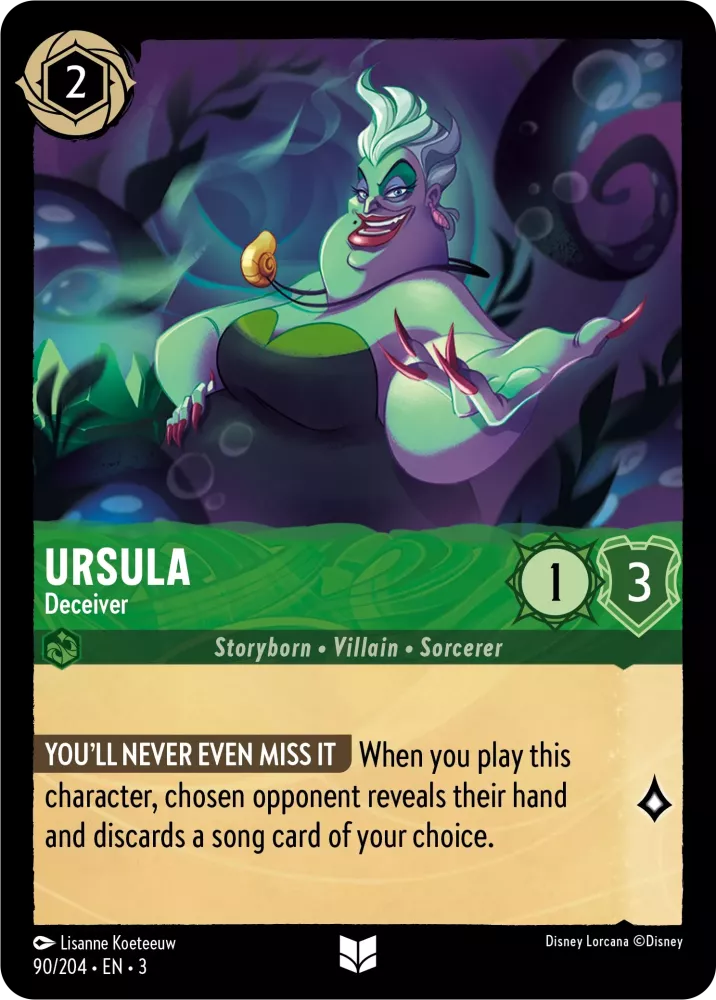 2
URSULA
Deceiver
1
3
Storyborn • Villain • Sorcerer
YOU'LL NEVER EVEN MISS IT When you play this
character, chosen opponent reveals their hand
and discards a song card of your choice.
Lisanne Koeteeuw
Disney Lorcana ©Disney
90/204 • EN • 3